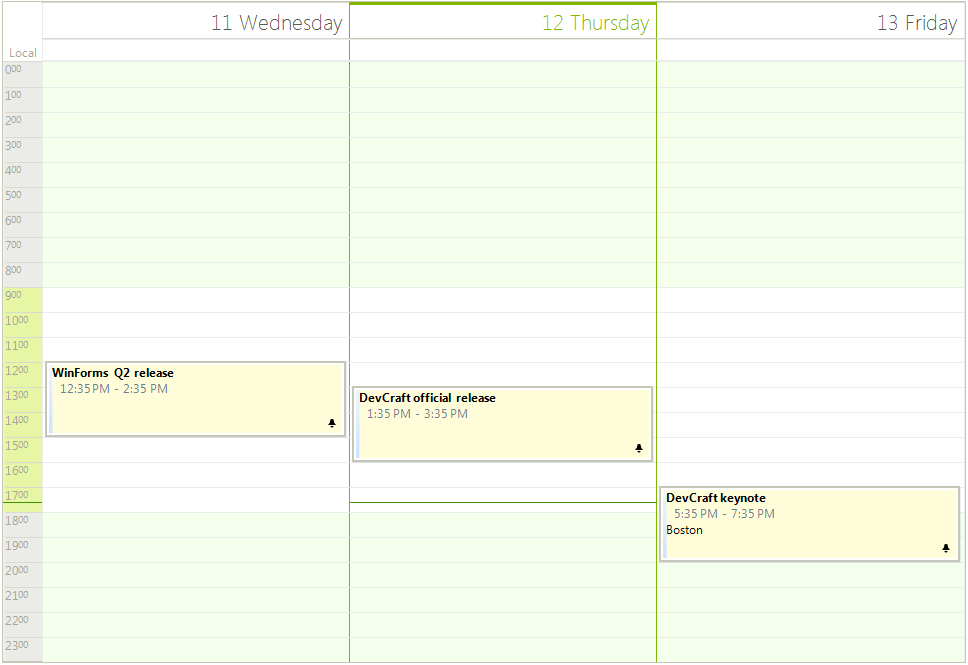 11 Wednesday
12 Thursday
13 Friday
Local
0 00
1 00
2 00
3 00
4 00
5 00
6 00
7 00
8 00
9 00
10 00
11 00
12 00
13 00
14 00
15 00
16 00
17 00
18 00
19 00
20 00
21 00
22 00
23 00
WinForms Q2 release
12:35 PM - 2:35 PM
DevCraft official release
1:35 PM - 3:35 PM
DevCraft keynote
5:35 PM - 7:35 PM
Boston